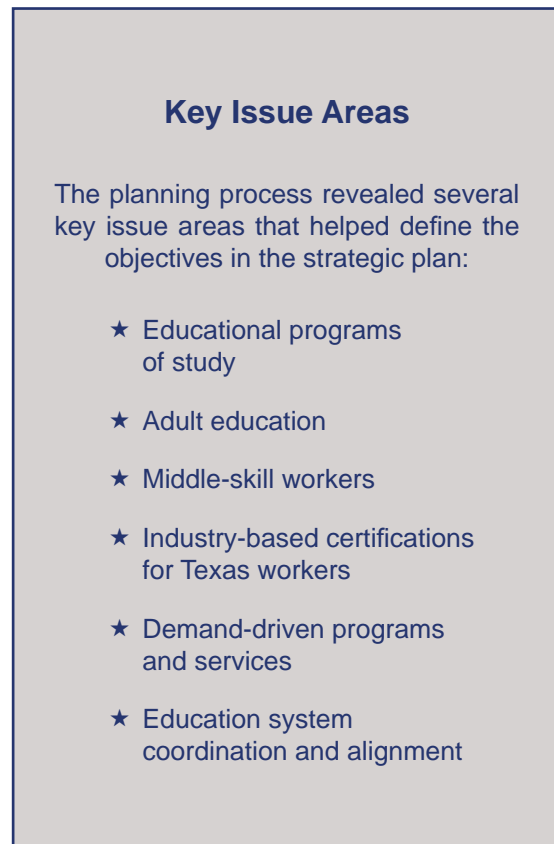 Key Issue Areas
The planning process revealed several
key issue areas that helped define the
objectives in the strategic plan:
★ Educational programs
of study
★ Adult education
★ Middle-skill workers
★ Industry-based certifications
for Texas workers
★ Demand-driven programs
and services
★ Education system
coordination and alignment